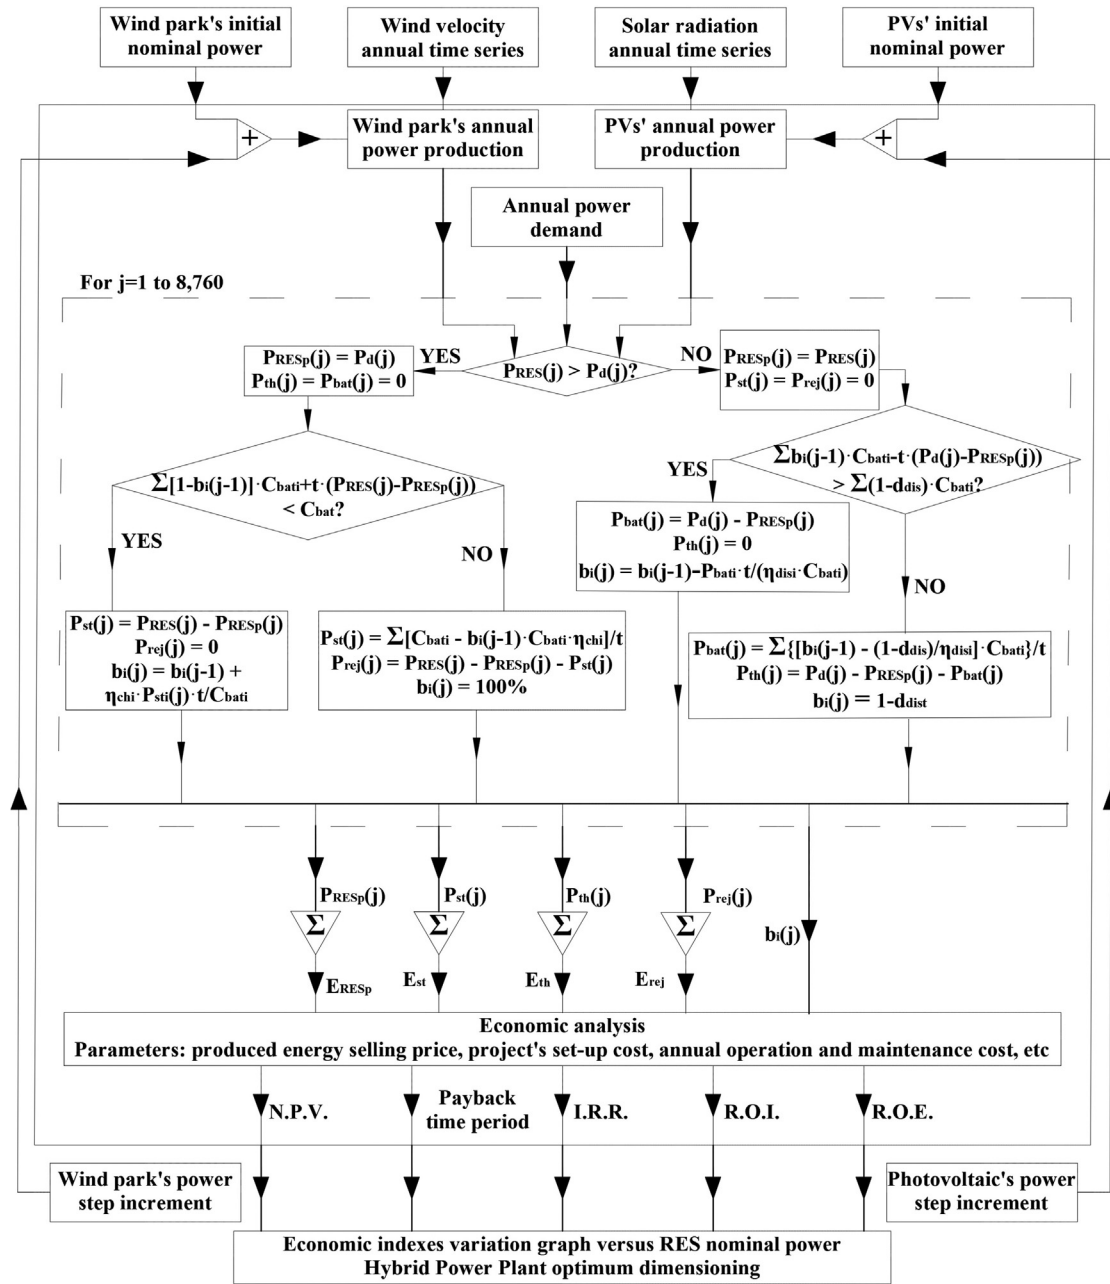 Wind park's initial
nominal power
Wind velocity
annual time series
Solar radiation
annual time series
PVs' initial
nominal power
+
Wind park's annual
power production
PVs' annual power
production
+
Annual power
demand
For j=1 to 8,760
PRESp(j) = Pd(j)
Pth(j) = Pbat(j) = 0
YES
PRES(j) > Pd(j)?
NO
PRESp(j) = PRES(j)
Pst(j) = Prej(j) = 0
Σ[1-bi(j-1)]·Cbati+t·(PRES(j)-PRESp(j))
< Cbat?
YES
NO
Σbi(j-1)·Cbati-t·(Pd(j)-PRESp(j))
> Σ(1-ddis)·Cbati?
YES
NO
Pbat(j) = Pd(j) - PRESp(j)
Pth(j) = 0
bi(j) = bi(j-1)-Pbati·t/(ηdisi·Cbati)
Pst(j) = PRES(j) - PRESp(j)
Prej(j) = 0
bi(j) = bi(j-1) +
ηchi·Psti(j)·t/Cbati
Pst(j) = Σ[Cbati - bi(j-1)·Cbati·ηchi]/t
Prej(j) = PRES(j) - PRESp(j) - Pst(j)
bi(j) = 100%
Pbat(j) = Σ{[bi(j-1) - (1-ddis)/ηdisi]·Cbati}/t
Pth(j) = Pd(j) - PRESp(j) - Pbat(j)
bi(j) = 1-ddist
PRESp(j)
Pst(j)
Pth(j)
Prej(j)
Σ
Σ
Σ
Σ
bi(j)
ERESp
Est
Eth
Erej
Economic analysis
Parameters: produced energy selling price, project's set-up cost, annual operation and maintenance cost, etc
N.P.V.
Payback
time period
I.R.R.
R.O.I.
R.O.E.
Wind park's power
step increment
Photovoltaic's power
step increment
Economic indexes variation graph versus RES nominal power
Hybrid Power Plant optimum dimensioning